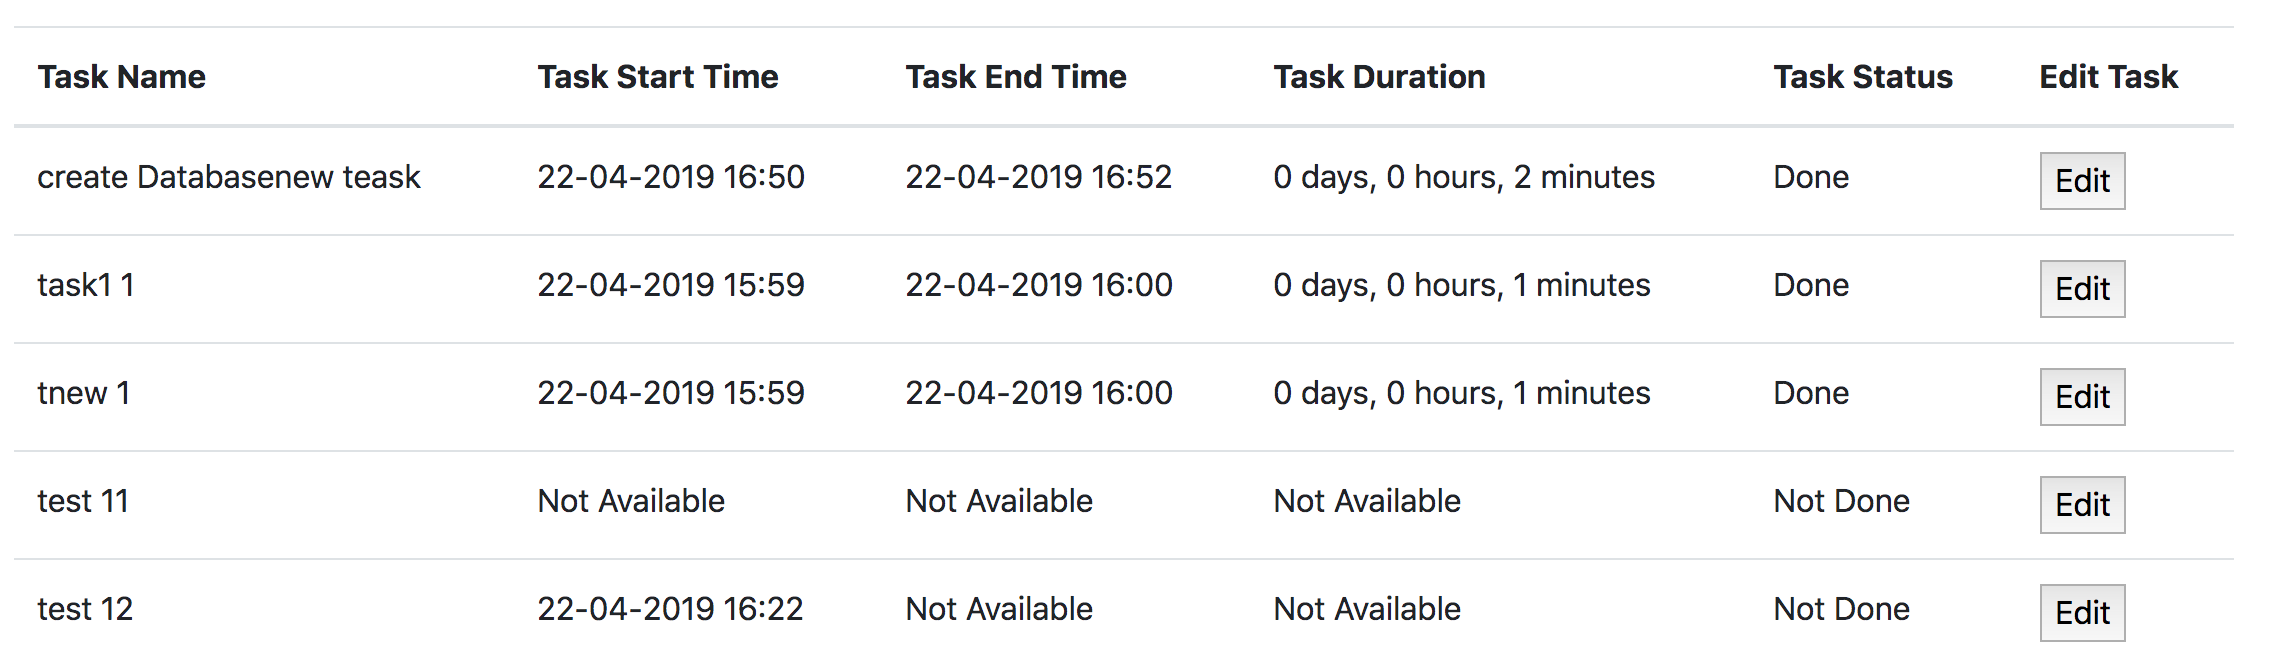 Task Name Task Start Time Task End Time Task Duration Task Status Edit Task
create Databasenew teask 22-04-2019 16:50 22-04-2019 16:52 0 days, 0 hours, 2 minutes Done Edit
task1 1 22-04-2019 15:59 22-04-2019 16:00 0 days, 0 hours, 1 minutes Done Edit
tnew 1 22-04-2019 15:59 22-04-2019 16:00 0 days, 0 hours, 1 minutes Done Edit
test 11 Not Available Not Available Not Available Not Done Edit
test 12 22-04-2019 16:22 Not Available Not Available Not Done Edit